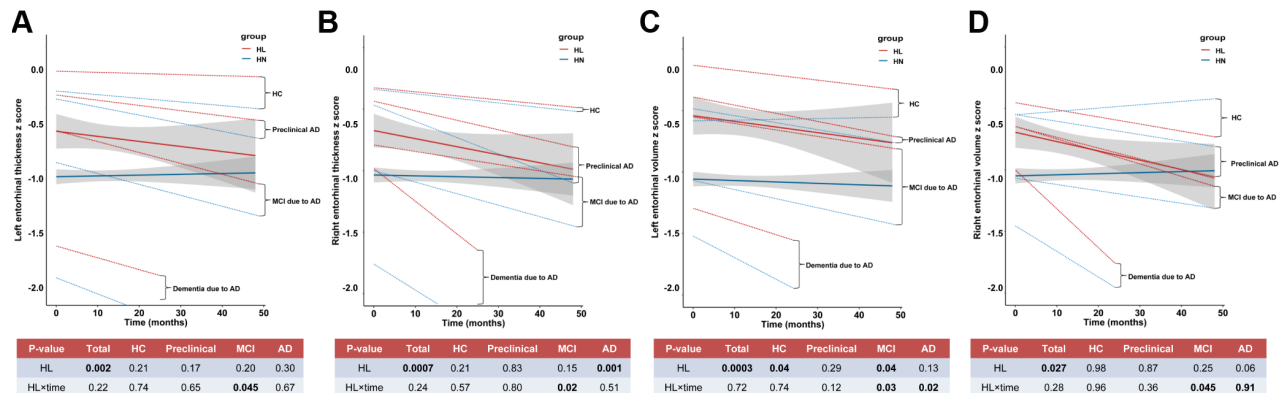 A
group
HL
HN
0.0
-0.5
-1.0
-1.5
-2.0
Left entorhinal thickness z score
HC
Preclinical AD
MCI due to AD
Dementia due to AD
0 10 20 30 40 50
Time (months)
P-value Total HC Preclinical MCI AD
HL 0.002 0.21 0.17 0.20 0.30
HL×time 0.22 0.74 0.65 0.045 0.67
B
group
HL
HN
0.0
-0.5
-1.0
-1.5
-2.0
Right entorhinal thickness z score
HC
Preclinical AD
MCI due to AD
Dementia due to AD
0 10 20 30 40 50
Time (months)
P-value Total HC Preclinical MCI AD
HL 0.0007 0.21 0.83 0.15 0.001
HL×time 0.24 0.57 0.80 0.02 0.51
C
group
HL
HN
0.0
-0.5
-1.0
-1.5
-2.0
Left entorhinal volume z score
HC
Preclinical AD
MCI due to AD
Dementia due to AD
0 10 20 30 40 50
Time (months)
P-value Total HC Preclinical MCI AD
HL 0.0003 0.04 0.29 0.04 0.13
HL×time 0.72 0.74 0.12 0.03 0.02
D
group
HL
HN
0.0
-0.5
-1.0
-1.5
-2.0
Right entorhinal volume z score
HC
Preclinical AD
MCI due to AD
Dementia due to AD
0 10 20 30 40 50
Time (months)
P-value Total HC Preclinical MCI AD
HL 0.027 0.98 0.87 0.25 0.06
HL×time 0.28 0.96 0.36 0.045 0.91